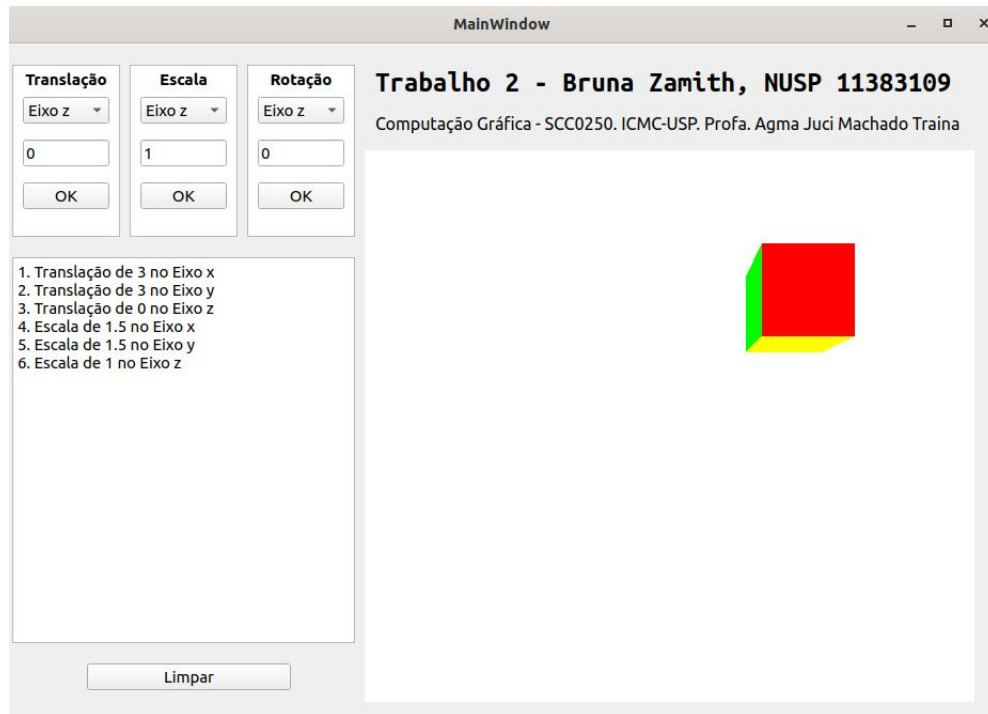 MainWindow
Translação
Escala
Rotação
Eixo z
Eixo z
Eixo z
0
1
0
OK
OK
OK
Trabalho 2 - Bruna Zamith, NUSP 11383109
Computação Gráfica - SCC0250. ICMC-USP. Profa. Agma Juci Machado Traina
1. Translação de 3 no Eixo x
2. Translação de 3 no Eixo y
3. Translação de 0 no Eixo z
4. Escala de 1.5 no Eixo x
5. Escala de 1.5 no Eixo y
6. Escala de 1 no Eixo z
Limpar